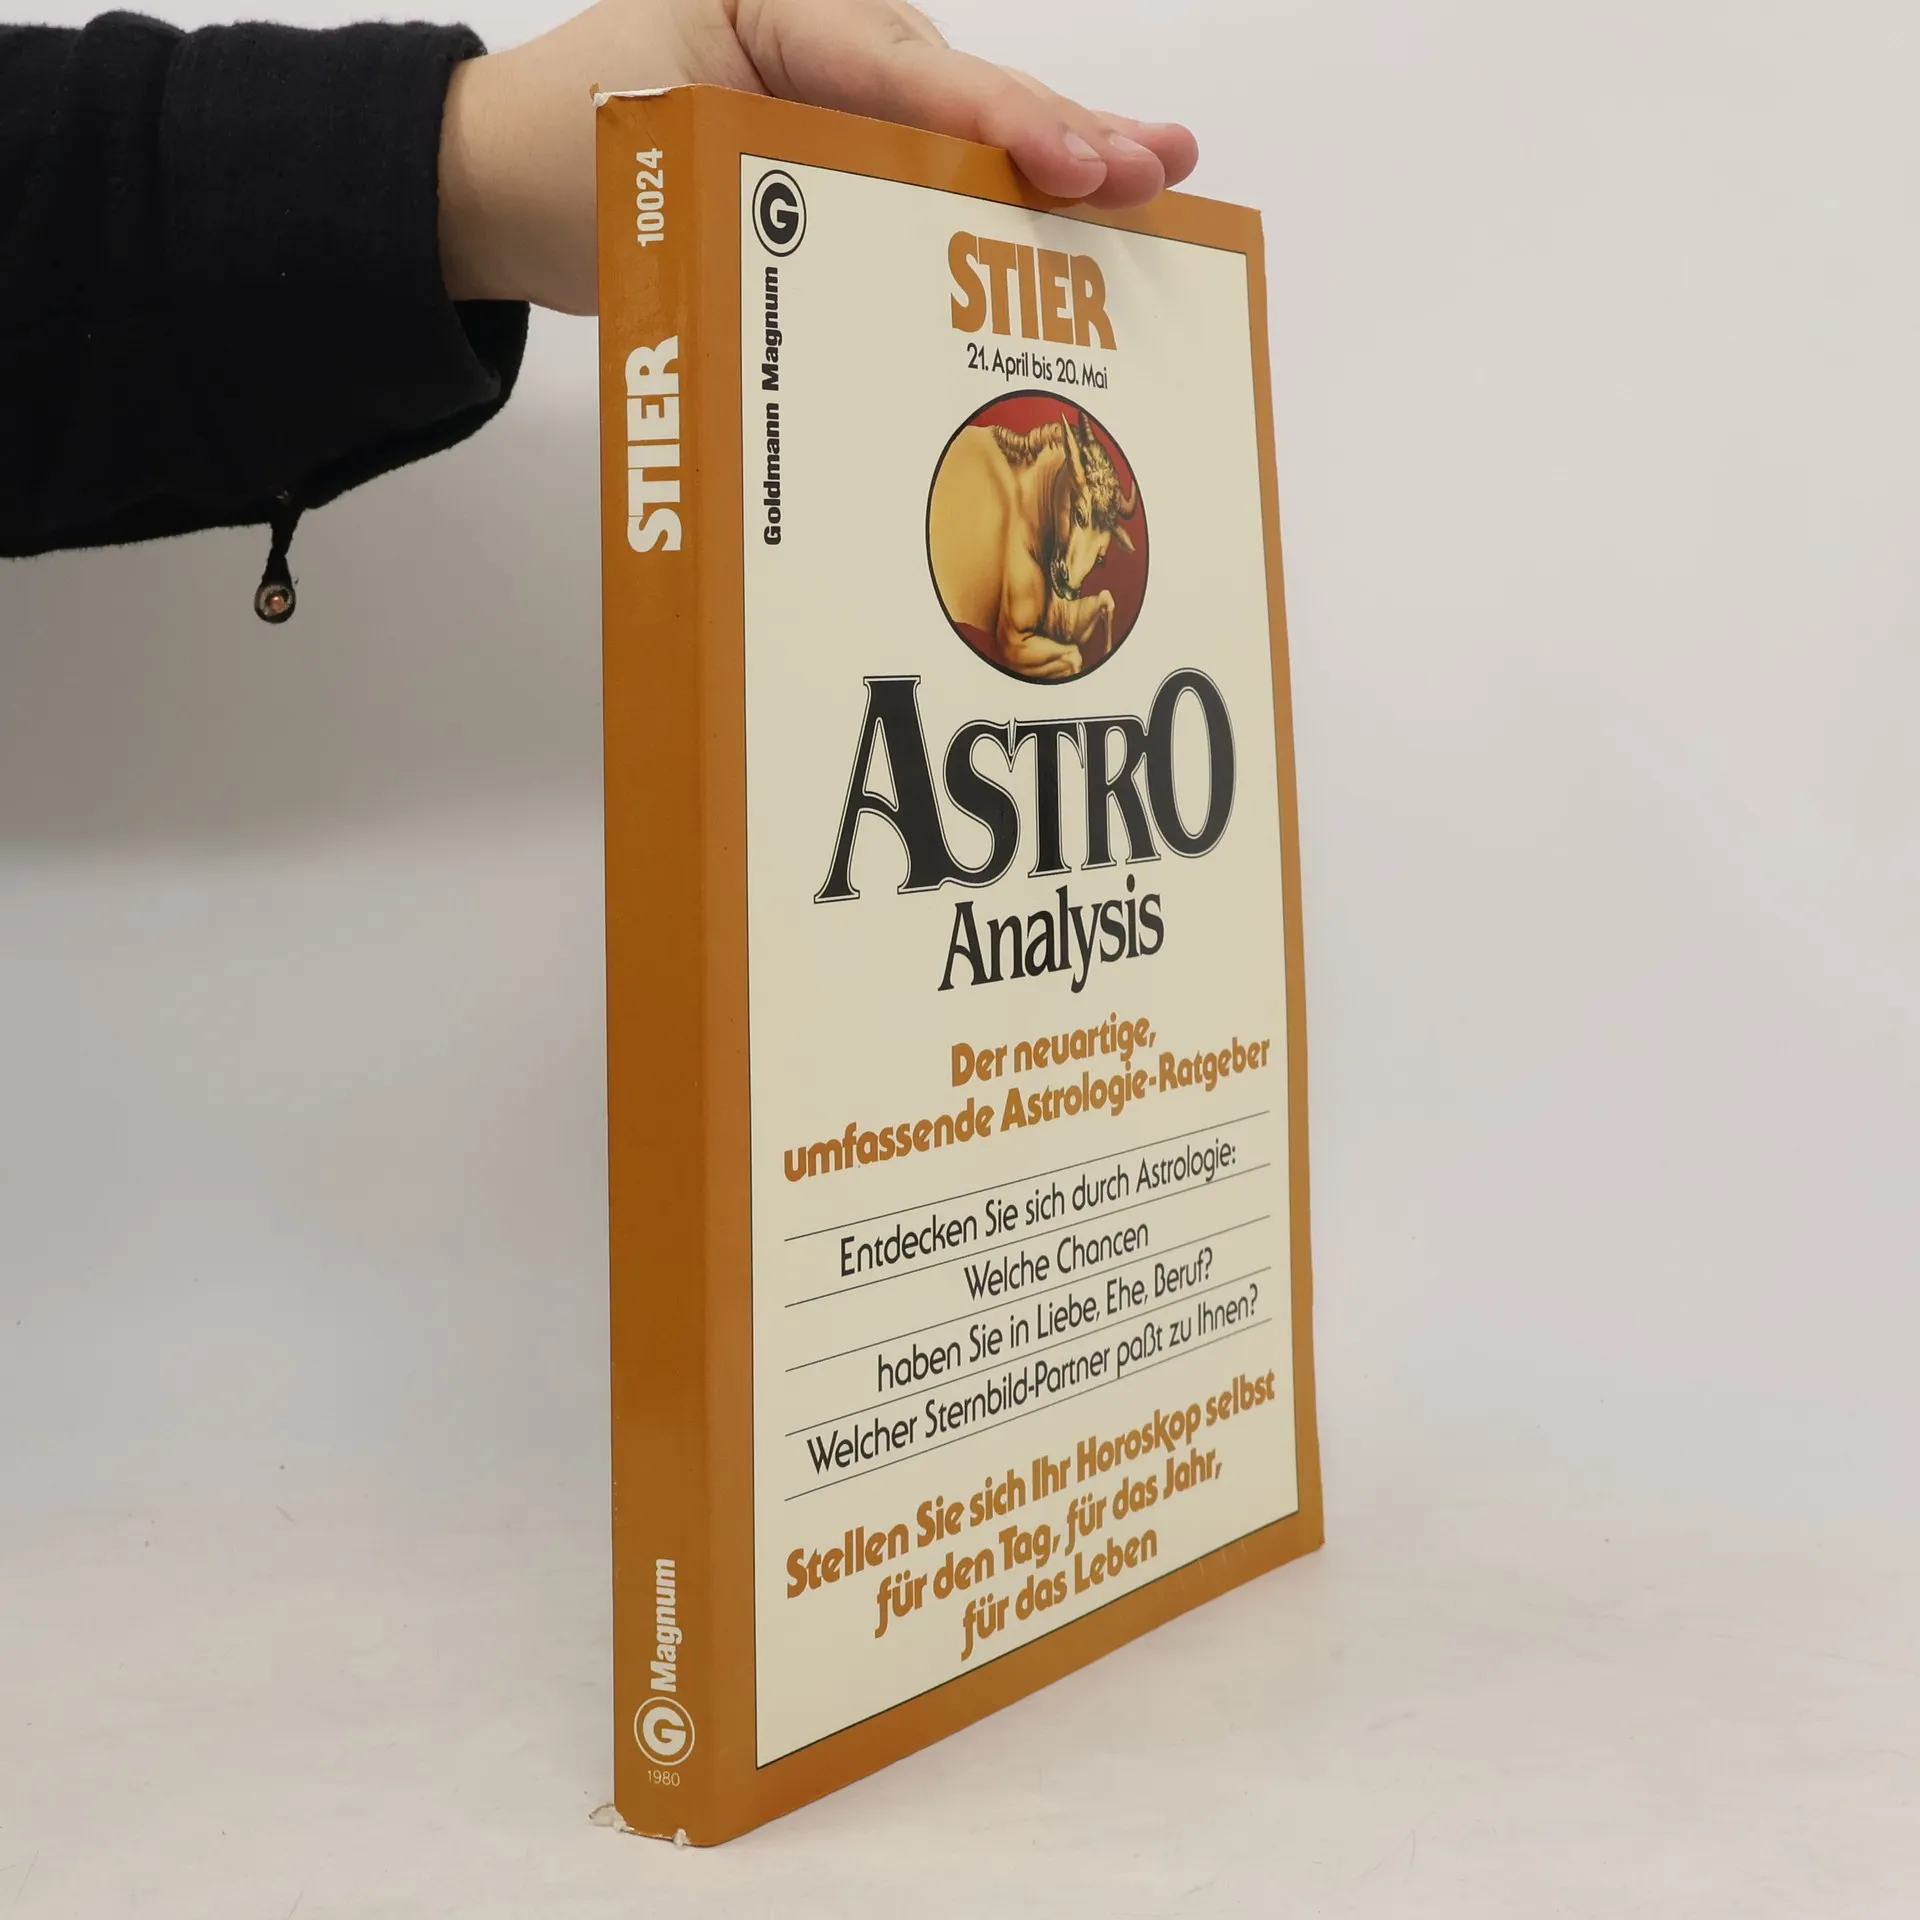 10024
STIER
G Magnum
1980
G
Goldmann Magnum
STIER
21. April bis 20. Mai
ASTRO
Analysis
Der neuartige,
umfassende Astrologie-Ratgeber
Entdecken Sie sich durch Astrologie:
Welche Chancen
haben Sie in Liebe, Ehe, Beruf?
Welcher Sternbild-Partner paßt zu Ihnen?
Stellen Sie sich Ihr Horoskop selbst
für den Tag, für das Jahr,
für das Leben